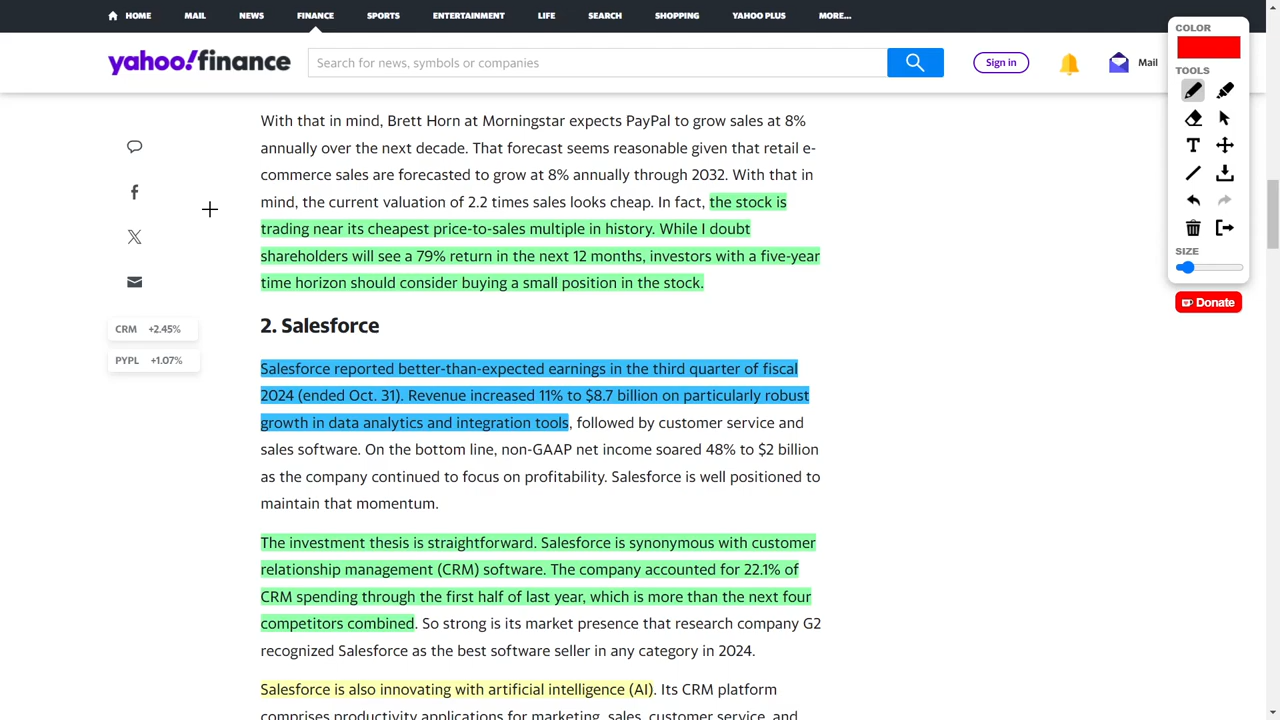 HOME MAIL NEWS FINANCE SPORTS ENTERTAINMENT LIFE SEARCH SHOPPING YAHOO PLUS MORE...
yahoo!finance
Search for news, symbols or companies
Sign in
Mail
COLOR
TOOLS
T
SIZE
Donate
CRM +2.45%
PYPL +1.07%
With that in mind, Brett Horn at Morningstar expects PayPal to grow sales at 8%
annually over the next decade. That forecast seems reasonable given that retail e-
commerce sales are forecasted to grow at 8% annually through 2032. With that in
mind, the current valuation of 2.2 times sales looks cheap. In fact, the stock is
trading near its cheapest price-to-sales multiple in history. While I doubt
shareholders will see a 79% return in the next 12 months, investors with a five-year
time horizon should consider buying a small position in the stock.
2. Salesforce
Salesforce reported better-than-expected earnings in the third quarter of fiscal
2024 (ended Oct. 31). Revenue increased 11% to $8.7 billion on particularly robust
growth in data analytics and integration tools, followed by customer service and
sales software. On the bottom line, non-GAAP net income soared 48% to $2 billion
as the company continued to focus on profitability. Salesforce is well positioned to
maintain that momentum.
The investment thesis is straightforward. Salesforce is synonymous with customer
relationship management (CRM) software. The company accounted for 22.1% of
CRM spending through the first half of last year, which is more than the next four
competitors combined. So strong is its market presence that research company G2
recognized Salesforce as the best software seller in any category in 2024.
Salesforce is also innovating with artificial intelligence (AI). Its CRM platform
comprises productivity applications for marketing, sales, customer service, and